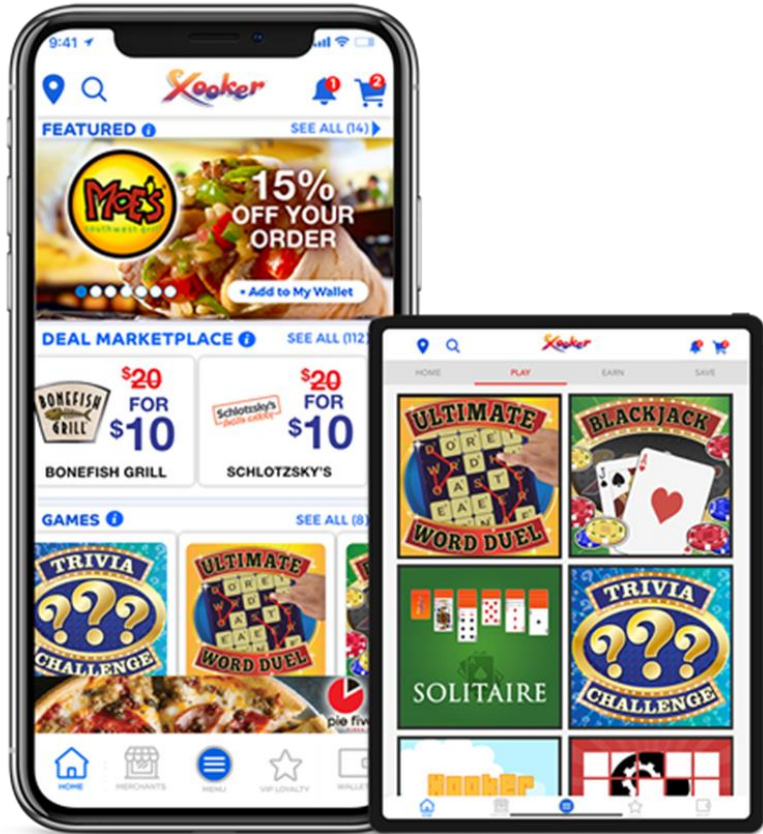 9:41
Xooker
1
2
FEATURED i
SEE ALL (14)
MOE'S
southwest grill
15%
OFF YOUR
ORDER
+ Add to My Wallet
DEAL MARKETPLACE i
SEE ALL (112)
BONEFISH
GRILL
$20
FOR
$10
BONEFISH GRILL
Schlotzsky's
$20
FOR
$10
SCHLOTZSKY'S
GAMES i
SEE ALL (8)
TRIVIA
???
CHALLENGE
ULTIMATE
WORD DUEL
pie five
HOME
MERCHANTS
MENU
VIP LOYALTY
WALLET
Xooker
HOME
PLAY
EARN
SAVE
ULTIMATE
WORD DUEL
BLACKJACK
J
A
SOLITAIRE
TRIVIA
???
CHALLENGE